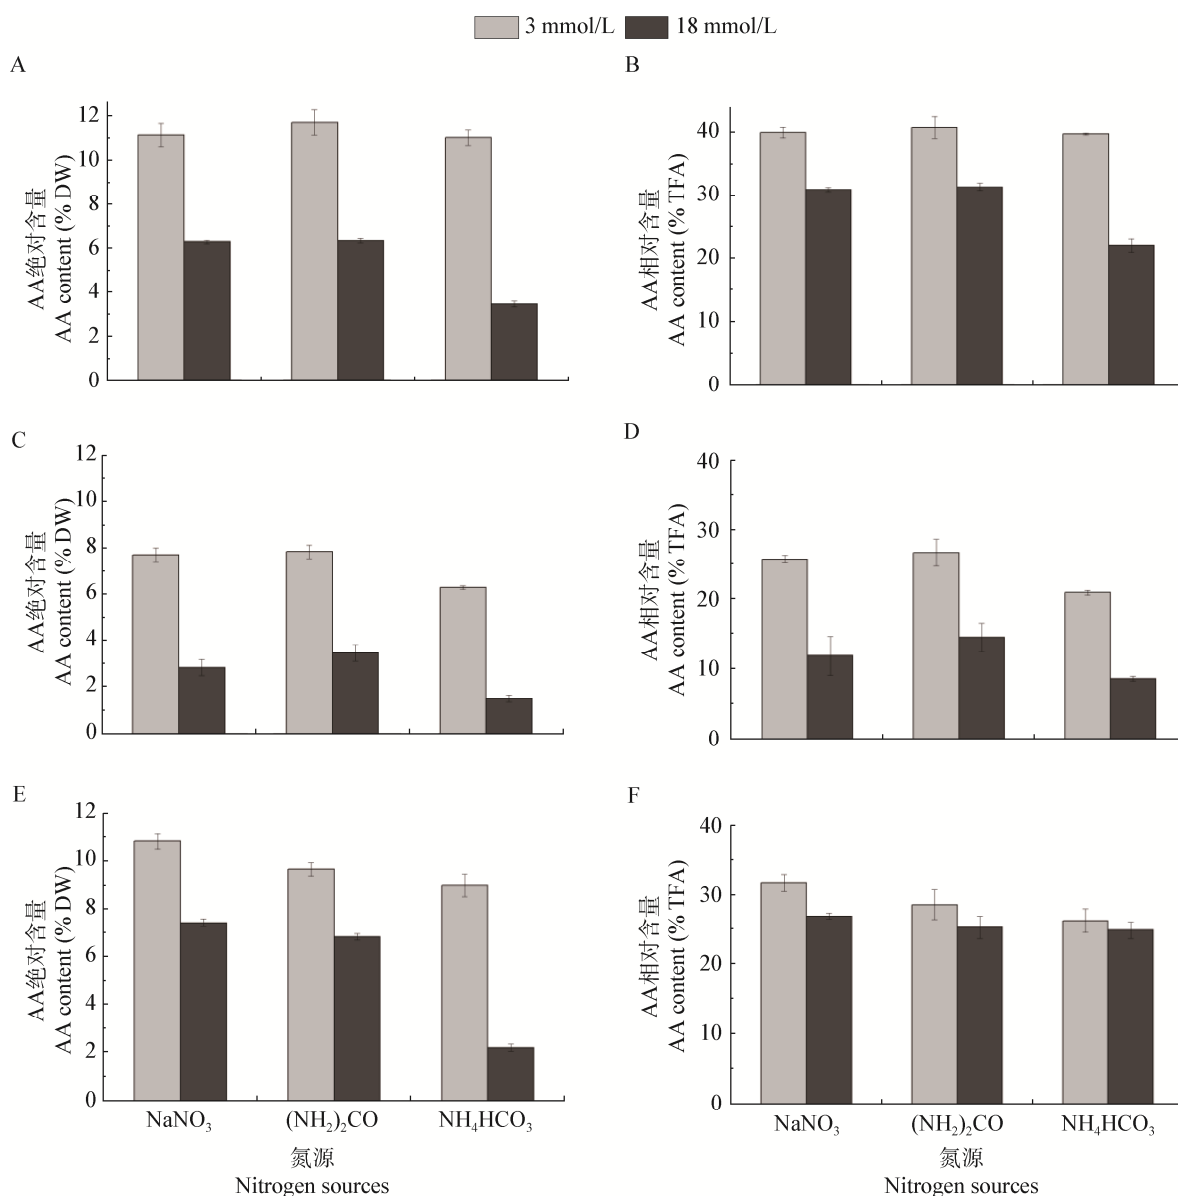 3 mmol/L 18 mmol/L
A
12
10
8
6
4
2
0
AA绝对含量
AA content (% DW)
B
40
30
20
10
0
AA相对含量
AA content (% TFA)
C
12
10
8
6
4
2
0
AA绝对含量
AA content (% DW)
D
40
30
20
10
0
AA相对含量
AA content (% TFA)
E
12
10
8
6
4
2
0
AA绝对含量
AA content (% DW)
NaNO₃ (NH₂)₂CO NH₄HCO₃
氮源
Nitrogen sources
F
40
30
20
10
0
AA相对含量
AA content (% TFA)
NaNO₃ (NH₂)₂CO NH₄HCO₃
氮源
Nitrogen sources